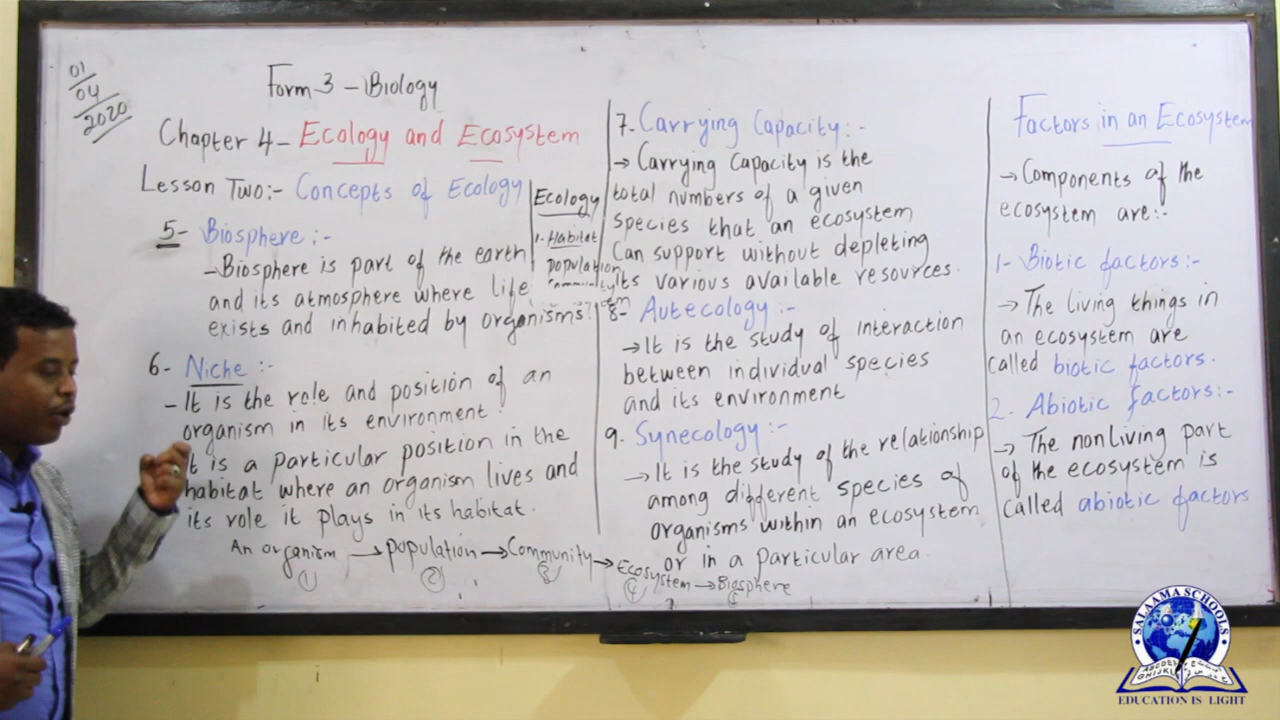 01
04
2020
Form 3 - Biology
Chapter 4 - Ecology and Ecosystem
Lesson Two:- Concepts of Ecology
5- Biosphere:-
- Biosphere is part of the earth
and its atmosphere where life
exists and inhabited by organisms
6- Niche:-
- It is the role and position of an
organism in its environment.
It is a particular position in the
habitat where an organism lives and
its role it plays in its habitat.
An organism → population → Community → Ecosystem → Biosphere
1 2 3 4 5
Ecology
1- Habitat
population
7- Carrying Capacity:-
→ Carrying Capacity is the
total numbers of a given
species that an ecosystem
Can support without depleting
its various available resources.
8- Autecology:-
→ It is the study of interaction
between individual species
and its environment
9. Synecology:-
→ It is the study of the relationship
among different species of
organisms within an ecosystem
or in a particular area.
Factors in an Ecosystem
→ Components of the
ecosystem are:-
1- Biotic factors:-
→ The living things in
an ecosystem are
called biotic factors.
2. Abiotic factors:-
→ The nonliving part
of the ecosystem is
called abiotic factors
SALAAMA SCHOOLS
EDUCATION IS LIGHT